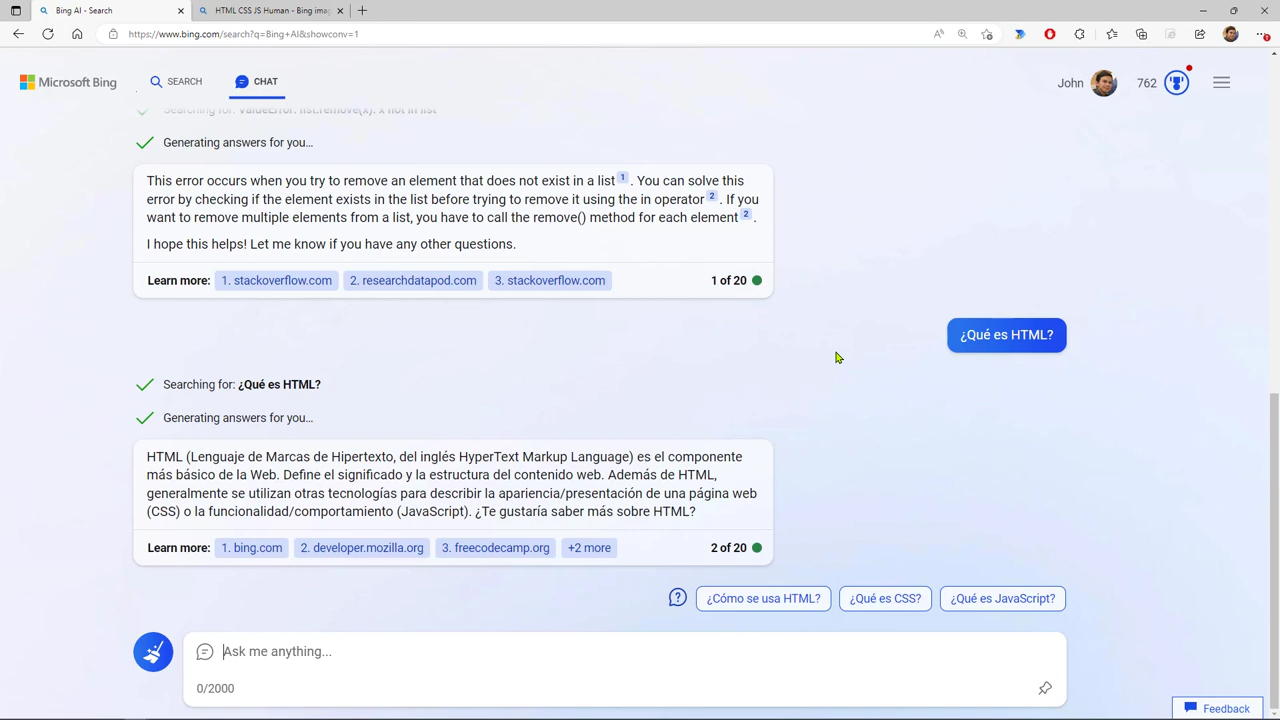 Bing AI - Search
HTML CSS JS Human - Bing imag
https://www.bing.com/search?q=Bing+AI&showconv=1
Microsoft Bing
SEARCH
CHAT
John
762
Searching for: ValueError: list.remove(x): x not in list
Generating answers for you...
This error occurs when you try to remove an element that does not exist in a list 1 . You can solve this
error by checking if the element exists in the list before trying to remove it using the in operator 2 . If you
want to remove multiple elements from a list, you have to call the remove() method for each element 2 .
I hope this helps! Let me know if you have any other questions.
Learn more: 1. stackoverflow.com 2. researchdatapod.com 3. stackoverflow.com 1 of 20
¿Qué es HTML?
Searching for: ¿Qué es HTML?
Generating answers for you...
HTML (Lenguaje de Marcas de Hipertexto, del inglés HyperText Markup Language) es el componente
más básico de la Web. Define el significado y la estructura del contenido web. Además de HTML,
generalmente se utilizan otras tecnologías para describir la apariencia/presentación de una página web
(CSS) o la funcionalidad/comportamiento (JavaScript). ¿Te gustaría saber más sobre HTML?
Learn more: 1. bing.com 2. developer.mozilla.org 3. freecodecamp.org +2 more 2 of 20
¿Cómo se usa HTML? ¿Qué es CSS? ¿Qué es JavaScript?
Ask me anything...
0/2000
Feedback